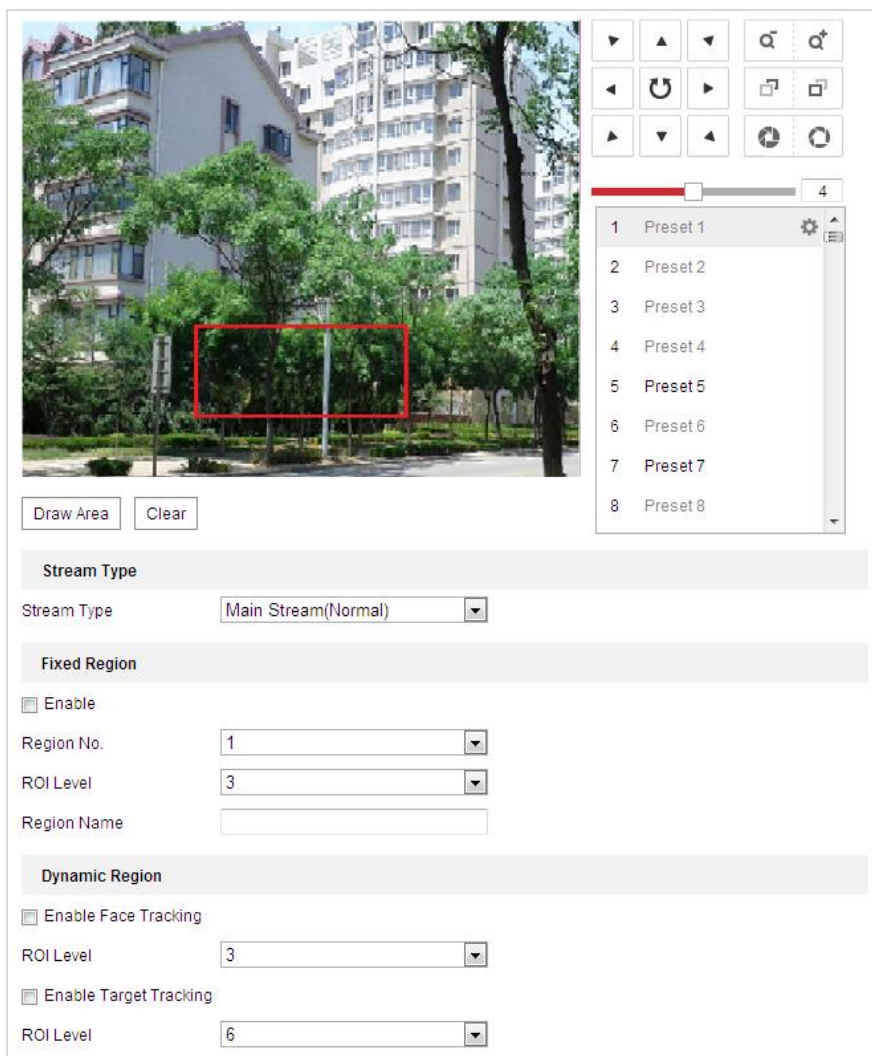 4
1 Preset 1
2 Preset 2
3 Preset 3
4 Preset 4
5 Preset 5
6 Preset 6
7 Preset 7
8 Preset 8
Draw Area Clear
Stream Type
Stream Type Main Stream(Normal)
Fixed Region
Enable
Region No. 1
ROI Level 3
Region Name
Dynamic Region
Enable Face Tracking
ROI Level 3
Enable Target Tracking
ROI Level 6